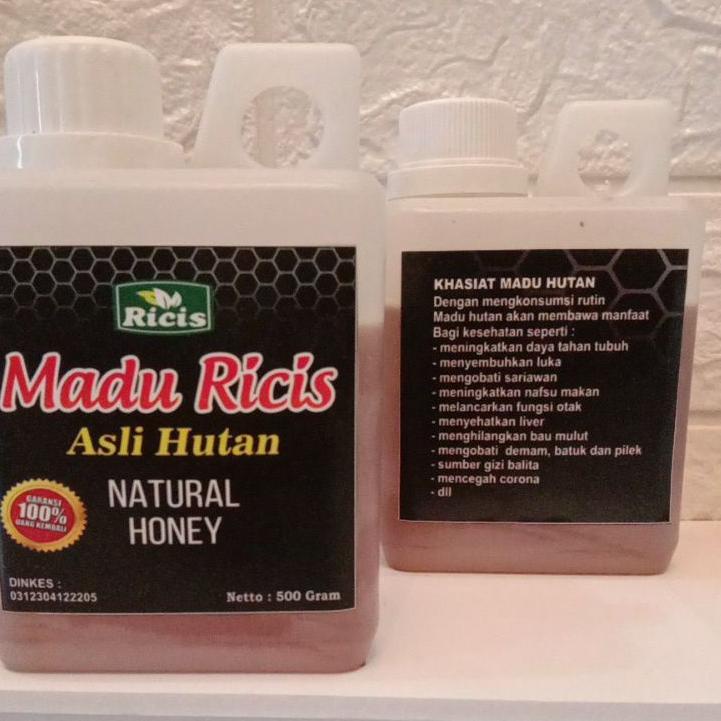 Ricis
Madu Ricis
Asli Hutan
NATURAL
HONEY
GARANSI
100%
UANG KEMBALI
DINKES :
0312304122205
Netto : 500 Gram
KHASIAT MADU HUTAN
Dengan mengkonsumsi rutin
Madu hutan akan membawa manfaat
Bagi kesehatan seperti :
- meningkatkan daya tahan tubuh
- menyembuhkan luka
- mengobati sariawan
- meningkatkan nafsu makan
- melancarkan fungsi otak
- menyehatkan liver
- menghilangkan bau mulut
- mengobati demam, batuk dan pilek
- sumber gizi balita
- mencegah corona
- dll